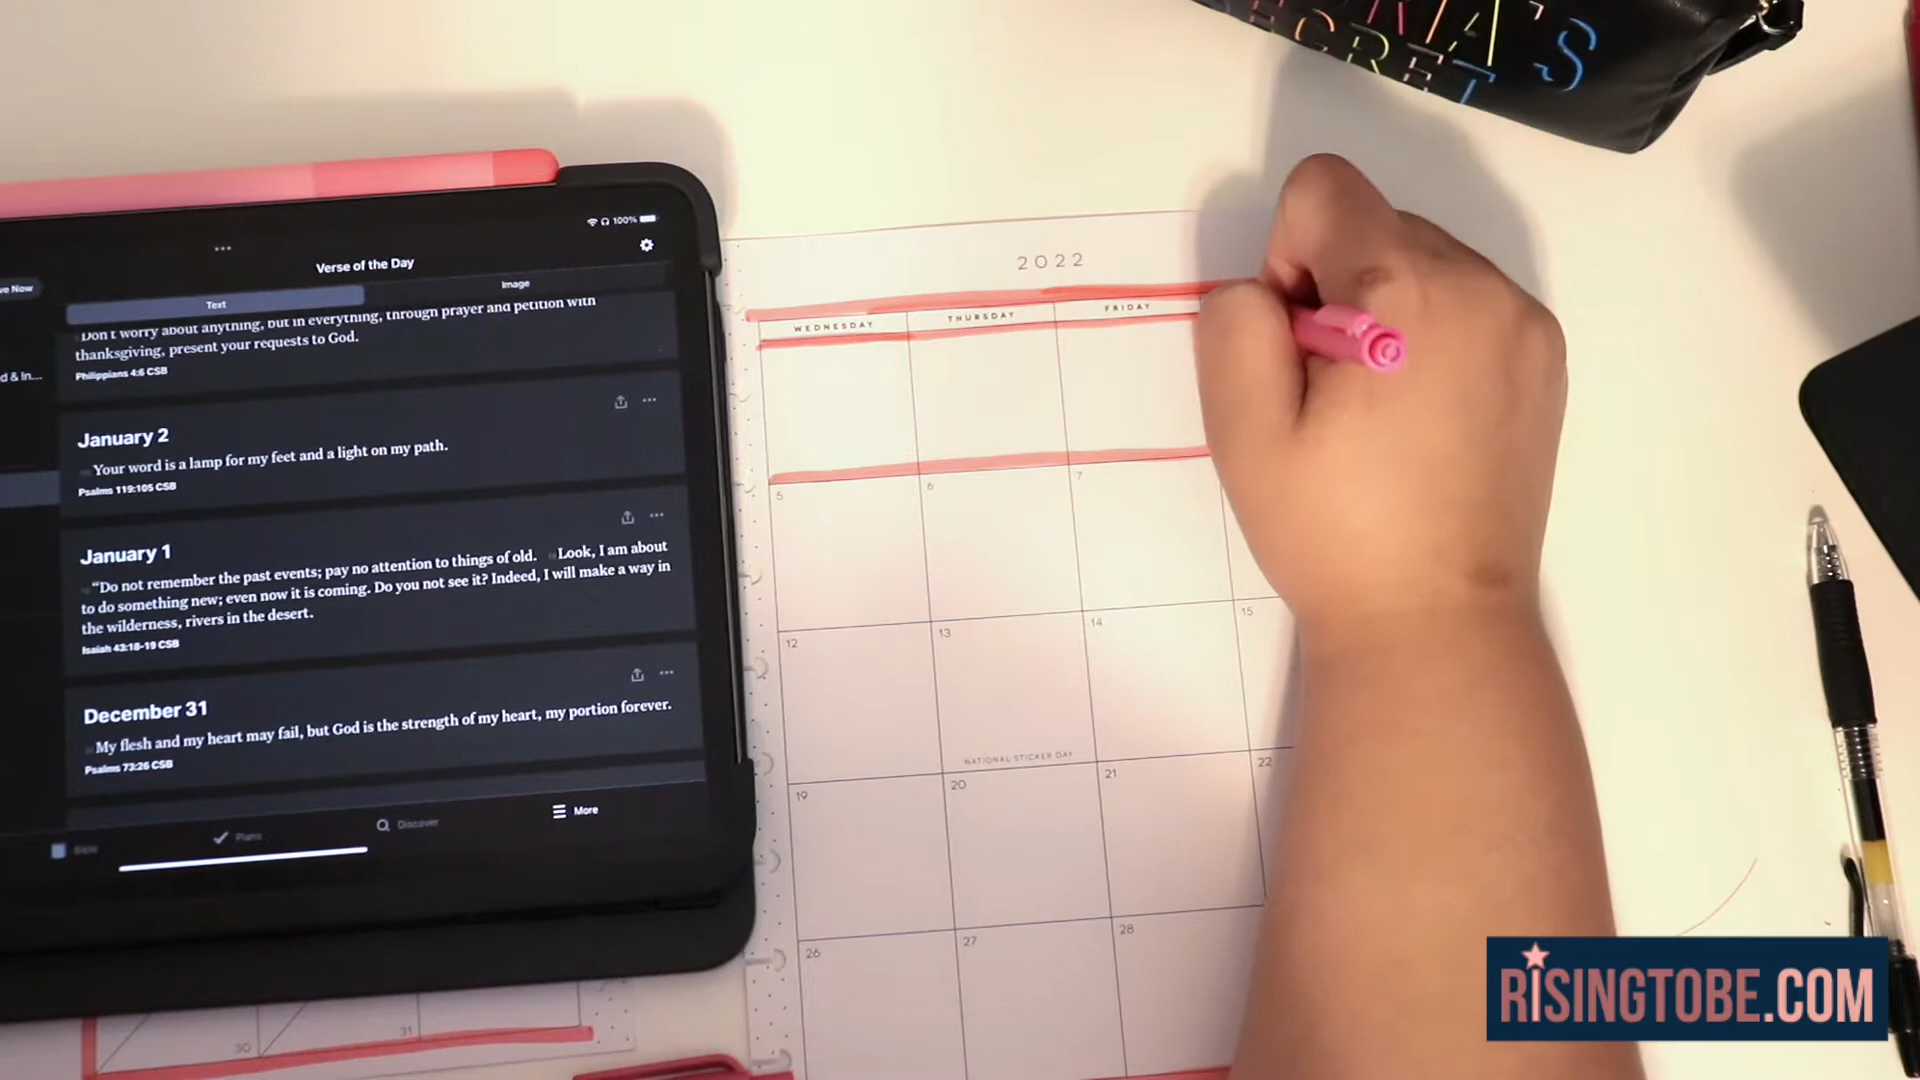 SECRET
100%
Verse of the Day
Text
Image
Don't worry about anything, but in everything, through prayer and petition with
thanksgiving, present your requests to God.
Philippians 4:6 CSB
January 2
Your word is a lamp for my feet and a light on my path.
Psalms 119:105 CSB
January 1
"Do not remember the past events; pay no attention to things of old. Look, I am about
to do something new; even now it is coming. Do you not see it? Indeed, I will make a way in
the wilderness, rivers in the desert.
Isaiah 43:18-19 CSB
December 31
My flesh and my heart may fail, but God is the strength of my heart, my portion forever.
Psalms 73:26 CSB
Bible
Plans
Discover
More
30
31
2022
WEDNESDAY THURSDAY FRIDAY
5 6 7
12 13 14 15
NATIONAL STICKER DAY
19 20 21 22
26 27 28
RISINGTOBE.COM